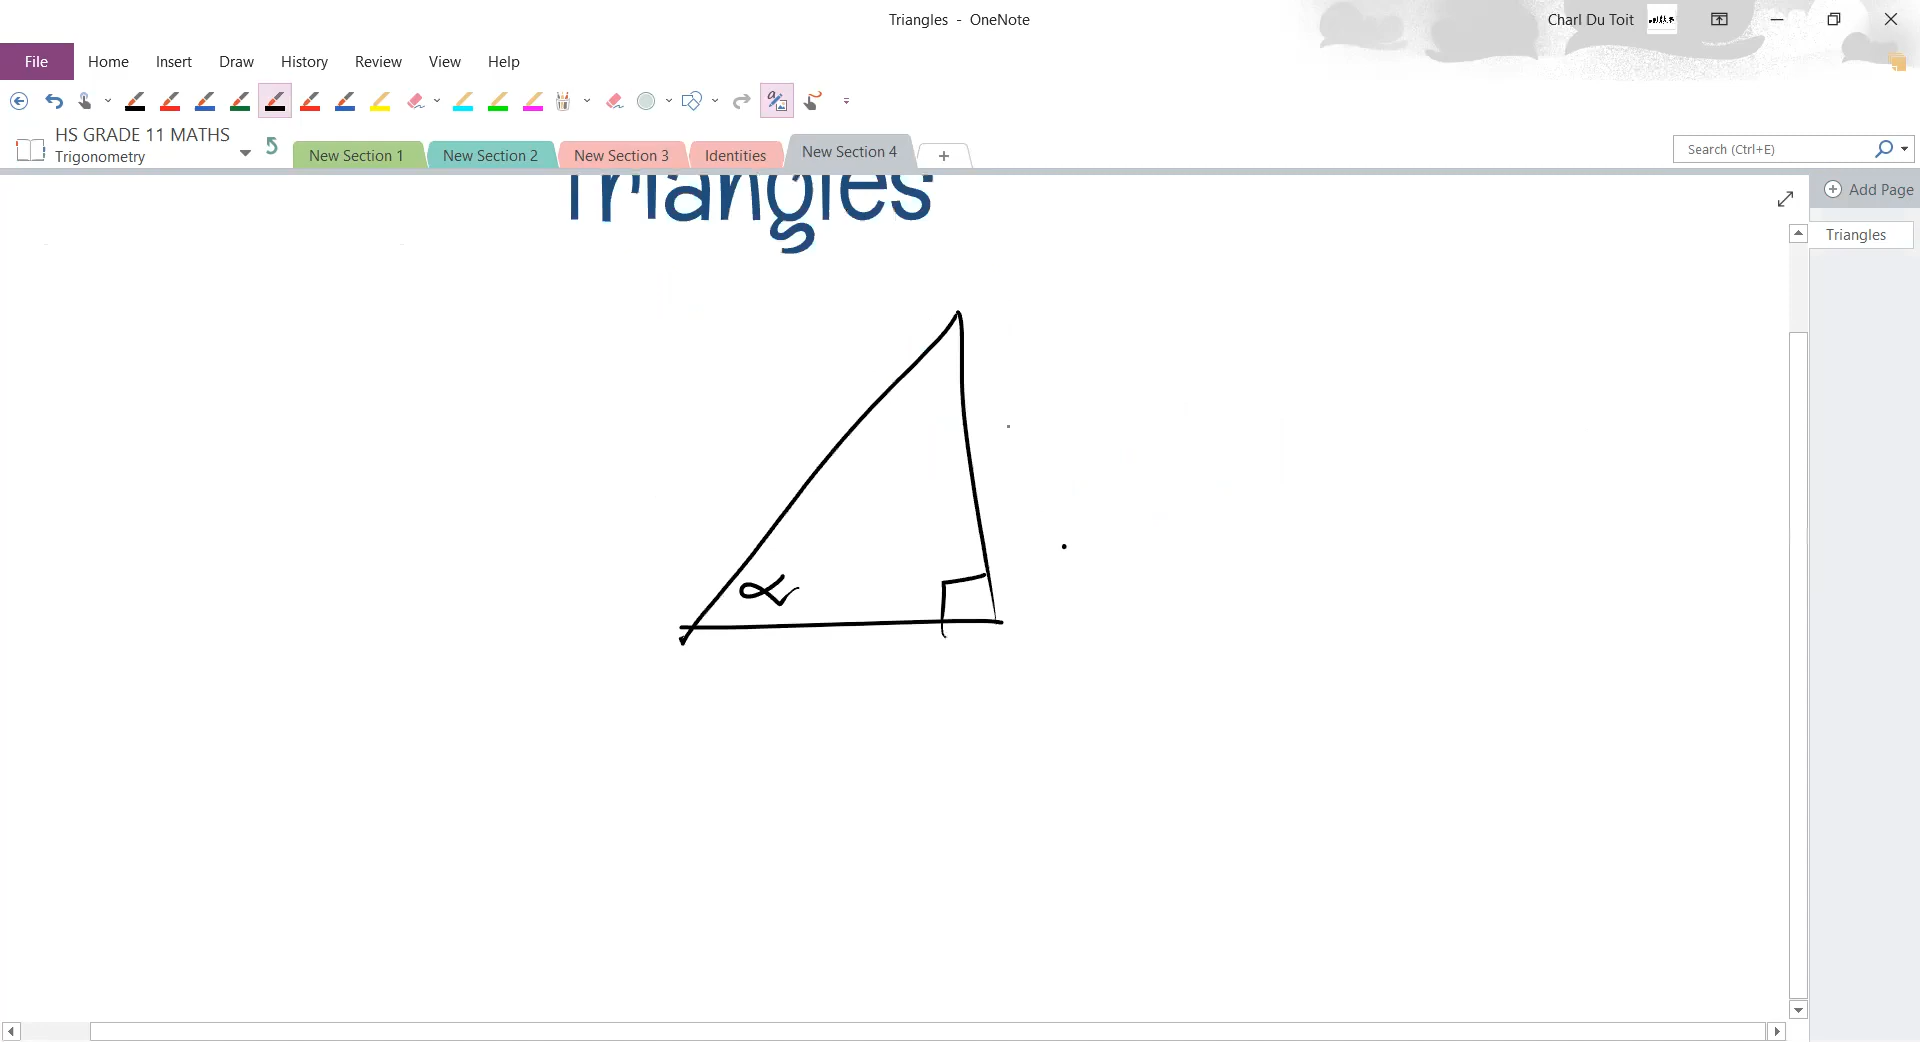 Triangles - OneNote
Charl Du Toit
File Home Insert Draw History Review View Help
HS GRADE 11 MATHS
Trigonometry
New Section 1 New Section 2 New Section 3 Identities New Section 4
Search (Ctrl+E)
Triangles
Add Page
Triangles
α